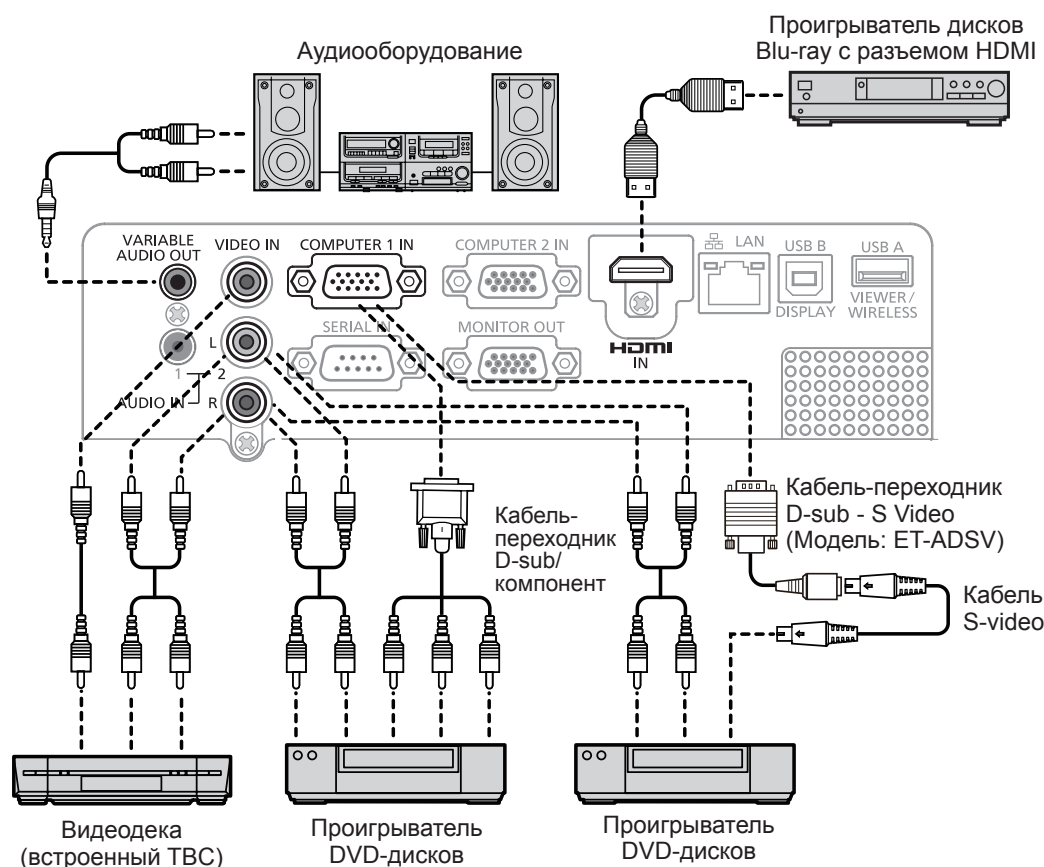 Проигрыватель дисков
Blu-ray с разъемом HDMI
Аудиооборудование
VARIABLE
AUDIO OUT
VIDEO IN
COMPUTER 1 IN
COMPUTER 2 IN
LAN
USB B
USB A
DISPLAY
VIEWER /
WIRELESS
SERIAL IN
MONITOR OUT
HDMI
IN
L
1
2
AUDIO IN
R
Кабель-
переходник
D-sub/
компонент
Кабель-переходник
D-sub - S Video
(Модель: ET-ADSV)
Кабель
S-video
Видеодека
(встроенный TBC)
Проигрыватель
DVD-дисков
Проигрыватель
DVD-дисков